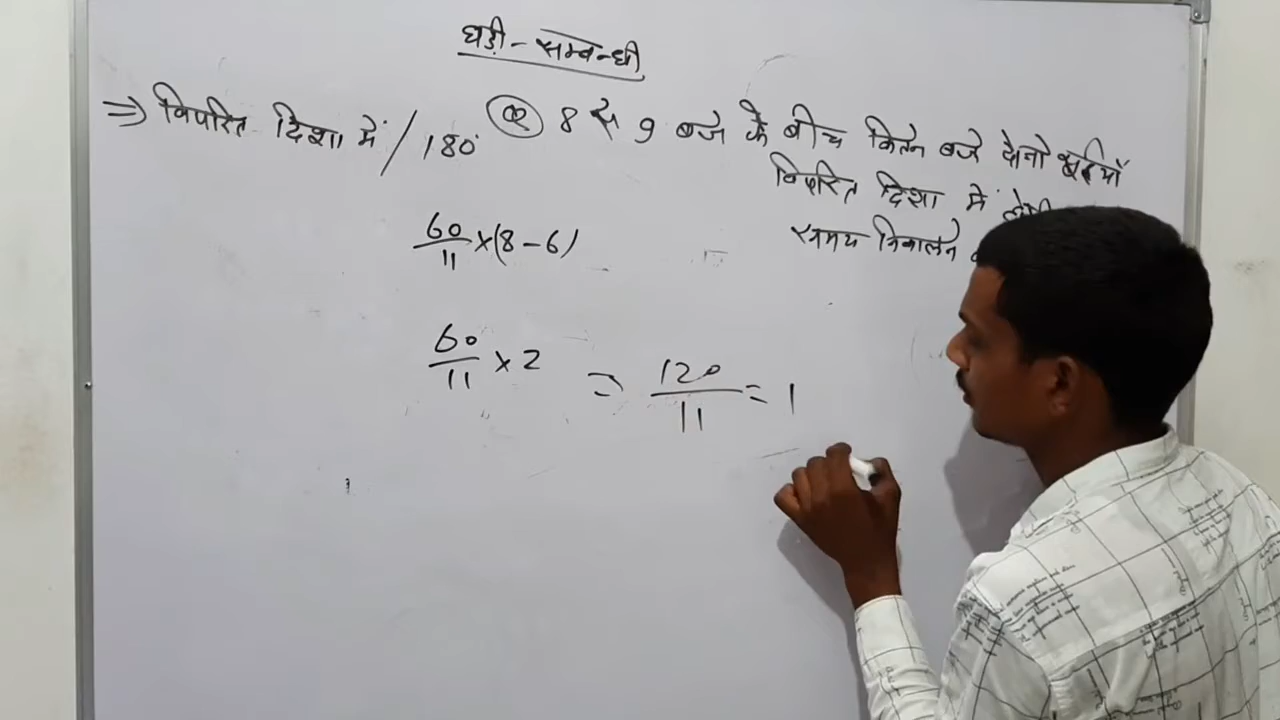 घड़ी - सम्बन्धी
⇒ विपरित दिशा में / 180°
Q 8 से 9 बजे के बीच कितने बजे दोनो सुईयाँ
विपरित दिशा में
समय निकालने
60/11 × (8 - 6)
60/11 × 2 = 120/11 = 1